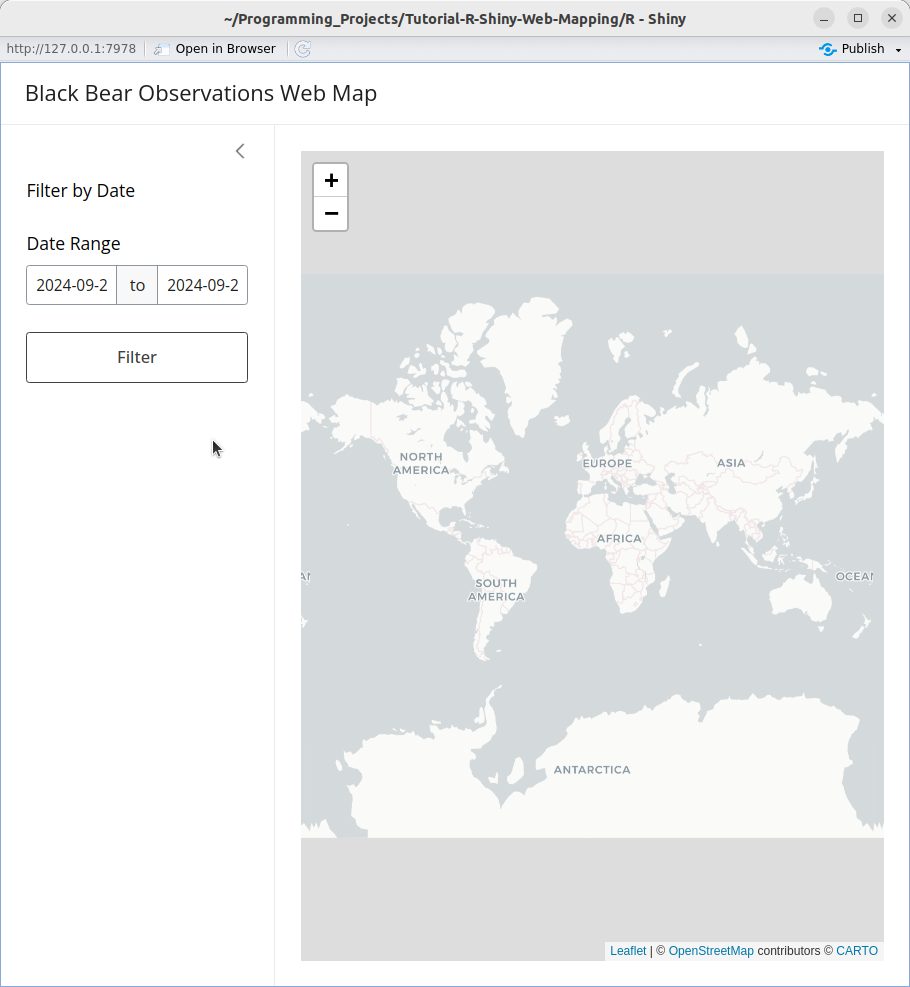 ~/Programming_Projects/Tutorial-R-Shiny-Web-Mapping/R - Shiny
http://127.0.0.1:7978 Open in Browser Publish
Black Bear Observations Web Map
Filter by Date
Date Range
2024-09-2 to 2024-09-2
Filter
+
−
NORTH
AMERICA
EUROPE
ASIA
AFRICA
SOUTH
AMERICA
AN
OCEAN
ANTARCTICA
Leaflet | © OpenStreetMap contributors © CARTO